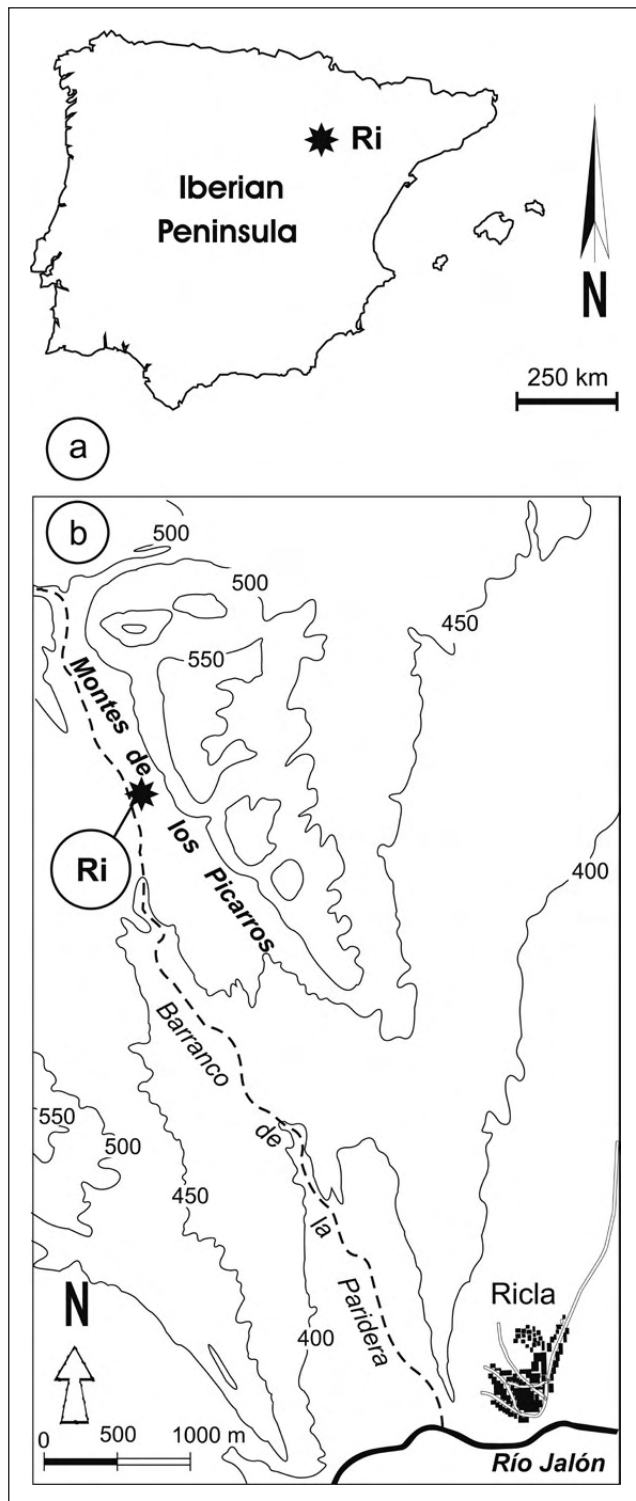 Ri
Iberian
Peninsula
N
250 km
a
b
500
500
450
550
Montes de
los Picarros
Ri
400
Barranco
de
la
Paridera
550
500
450
400
Ricla
N
0 500 1000 m
Río Jalón